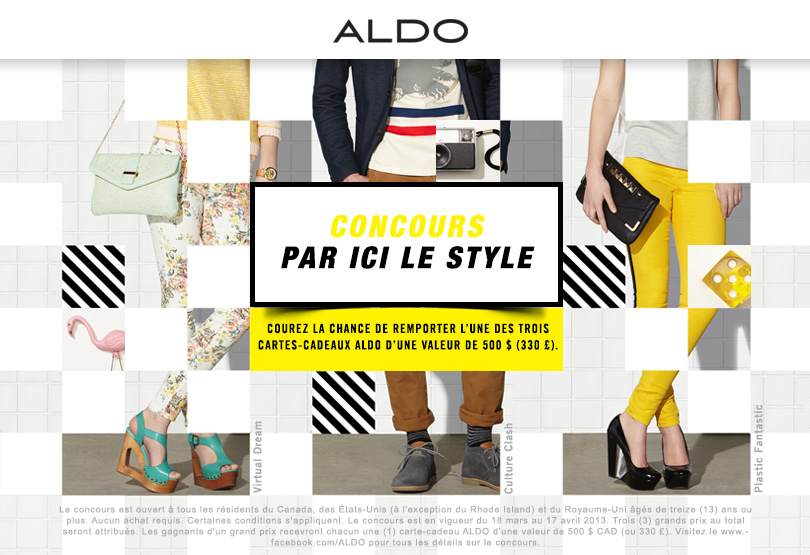 ALDO
CONCOURS
PAR ICI LE STYLE
COUREZ LA CHANCE DE REMPORTER L'UNE DES TROIS
CARTES-CADEAUX ALDO D'UNE VALEUR DE 500 $ (330 £).
Virtual Dream
Culture Clash
Plastic Fantastic
Le concours est ouvert à tous les résidents du Canada, des États-Unis (à l'exception du Rhode Island) et du Royaume-Uni âgés de treize (13) ans ou
plus. Aucun achat requis. Certaines conditions s'appliquent. Le concours est en vigueur du 18 mars au 17 avril 2013. Trois (3) grands prix au total
seront attribués. Les gagnants d'un grand prix recevront chacun une (1) carte-cadeau ALDO d'une valeur de 500 $ CAD (ou 330 £). Visitez le www.-
facebook.com/ALDO pour tous les détails sur le concours.